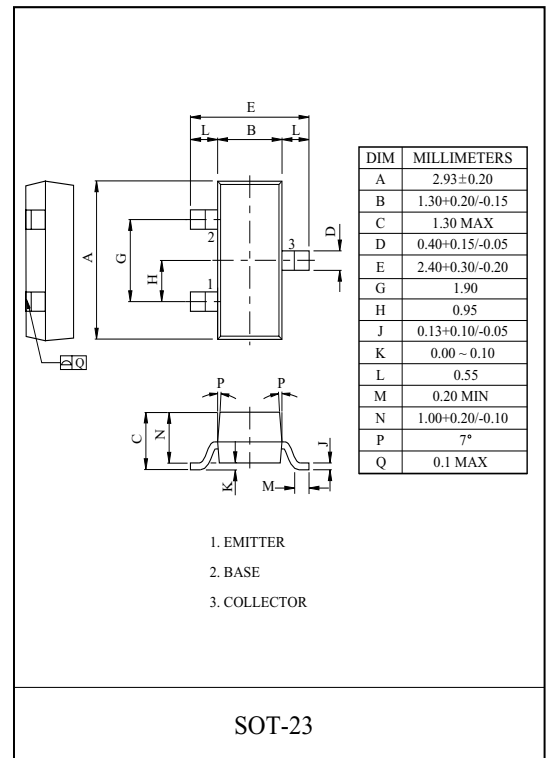 E
L B L
A
G
H
D
2
3
1
⏥ Q
P P
C
N
K
M
J
DIM MILLIMETERS
A 2.93±0.20
B 1.30+0.20/-0.15
C 1.30 MAX
D 0.40+0.15/-0.05
E 2.40+0.30/-0.20
G 1.90
H 0.95
J 0.13+0.10/-0.05
K 0.00 ~ 0.10
L 0.55
M 0.20 MIN
N 1.00+0.20/-0.10
P 7°
Q 0.1 MAX
1. EMITTER
2. BASE
3. COLLECTOR
SOT-23